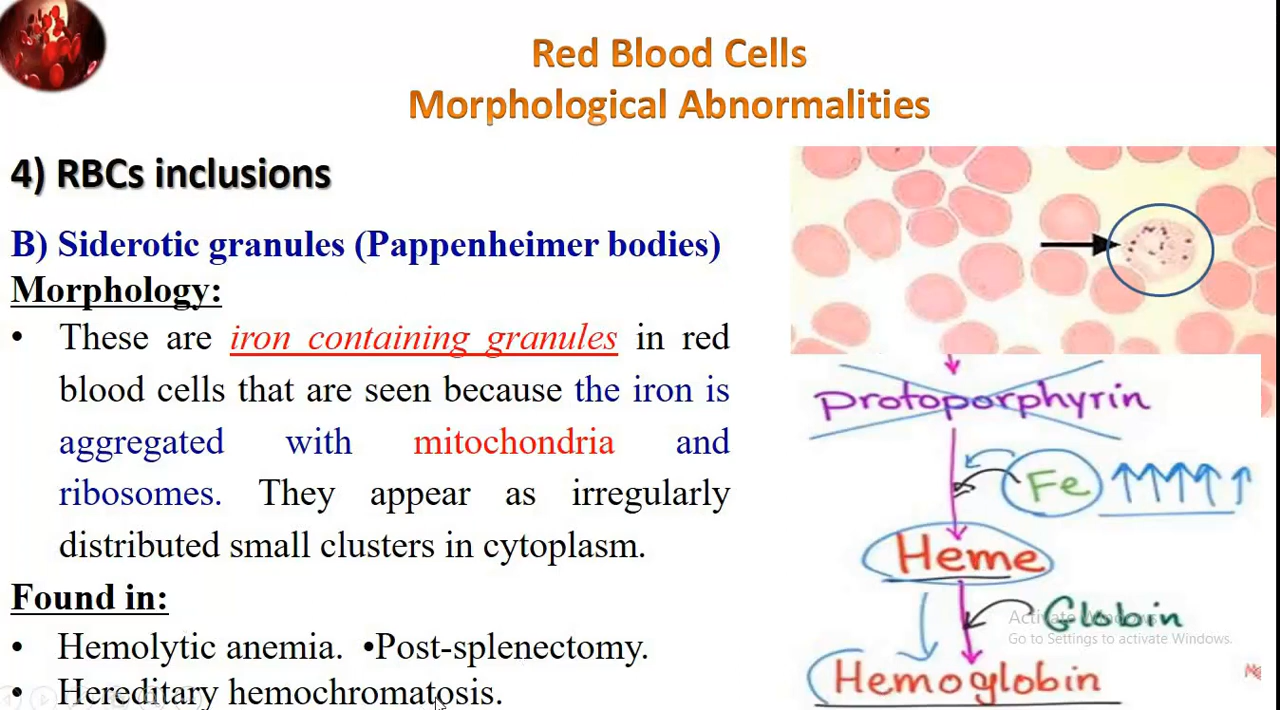 Red Blood Cells
Morphological Abnormalities
4) RBCs inclusions
B) Siderotic granules (Pappenheimer bodies)
Morphology:
• These are iron containing granules in red
blood cells that are seen because the iron is
aggregated with mitochondria and
ribosomes. They appear as irregularly
distributed small clusters in cytoplasm.
Found in:
• Hemolytic anemia. •Post-splenectomy.
• Hereditary hemochromatosis.
Protoporphyrin
Fe ↑↑↑↑↑↑
Heme
Globin
Hemoglobin
Activate Windows
Go to Settings to activate Windows.